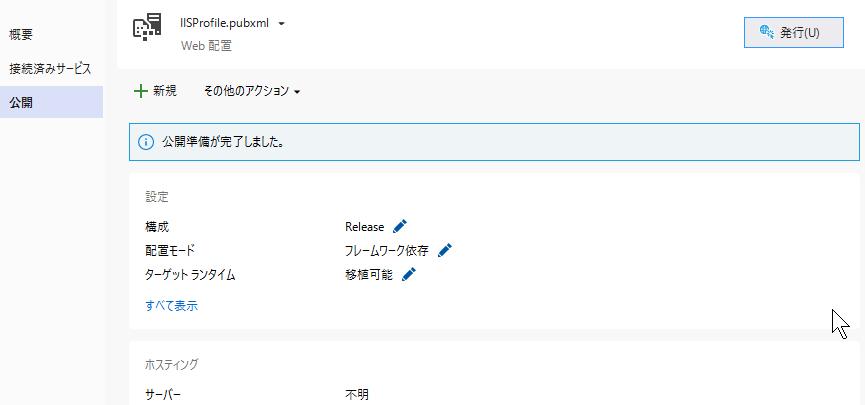 概要
接続済みサービス
公開
IISProfile.pubxml
Web 配置
発行(U)
新規 その他のアクション
公開準備が完了しました。
設定
構成 Release
配置モード フレームワーク依存
ターゲット ランタイム 移植可能
すべて表示
ホスティング
サーバー 不明